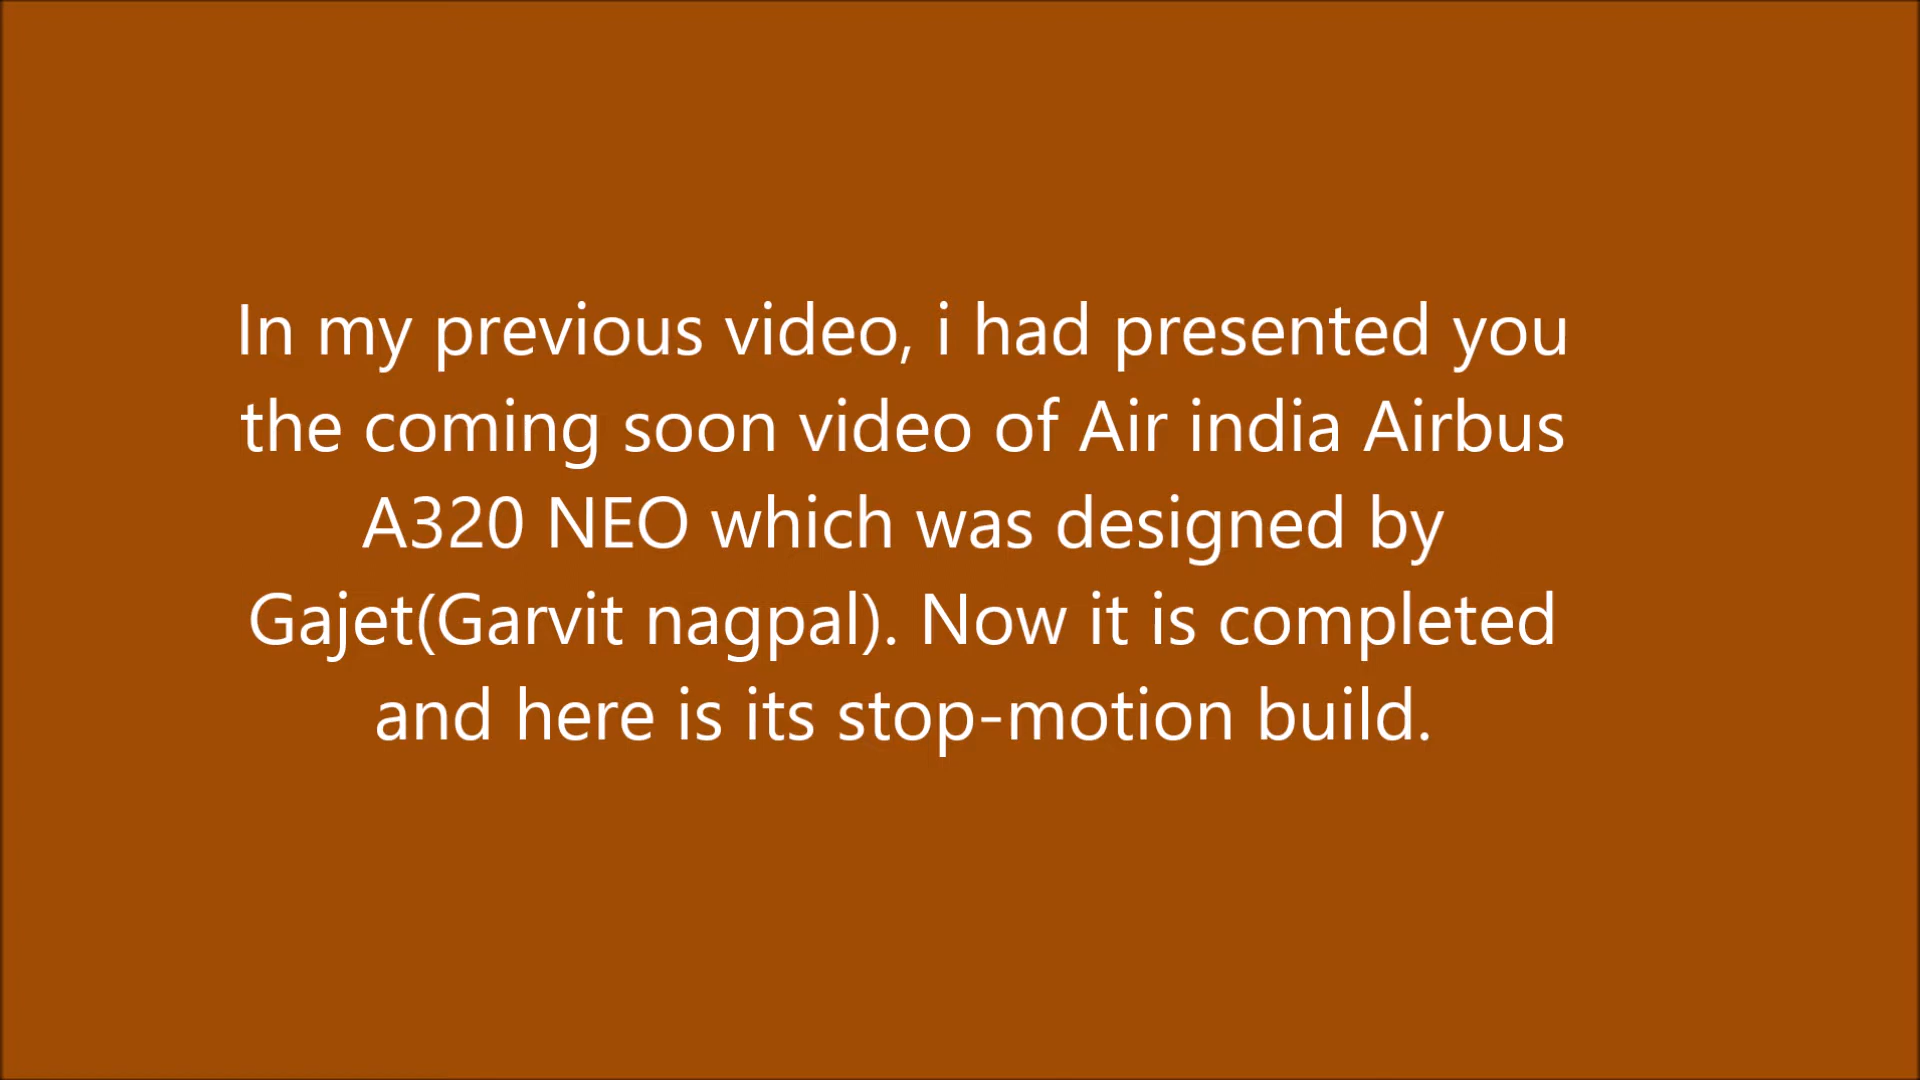 In my previous video, i had presented you
the coming soon video of Air india Airbus
A320 NEO which was designed by
Gajet(Garvit nagpal). Now it is completed
and here is its stop-motion build.